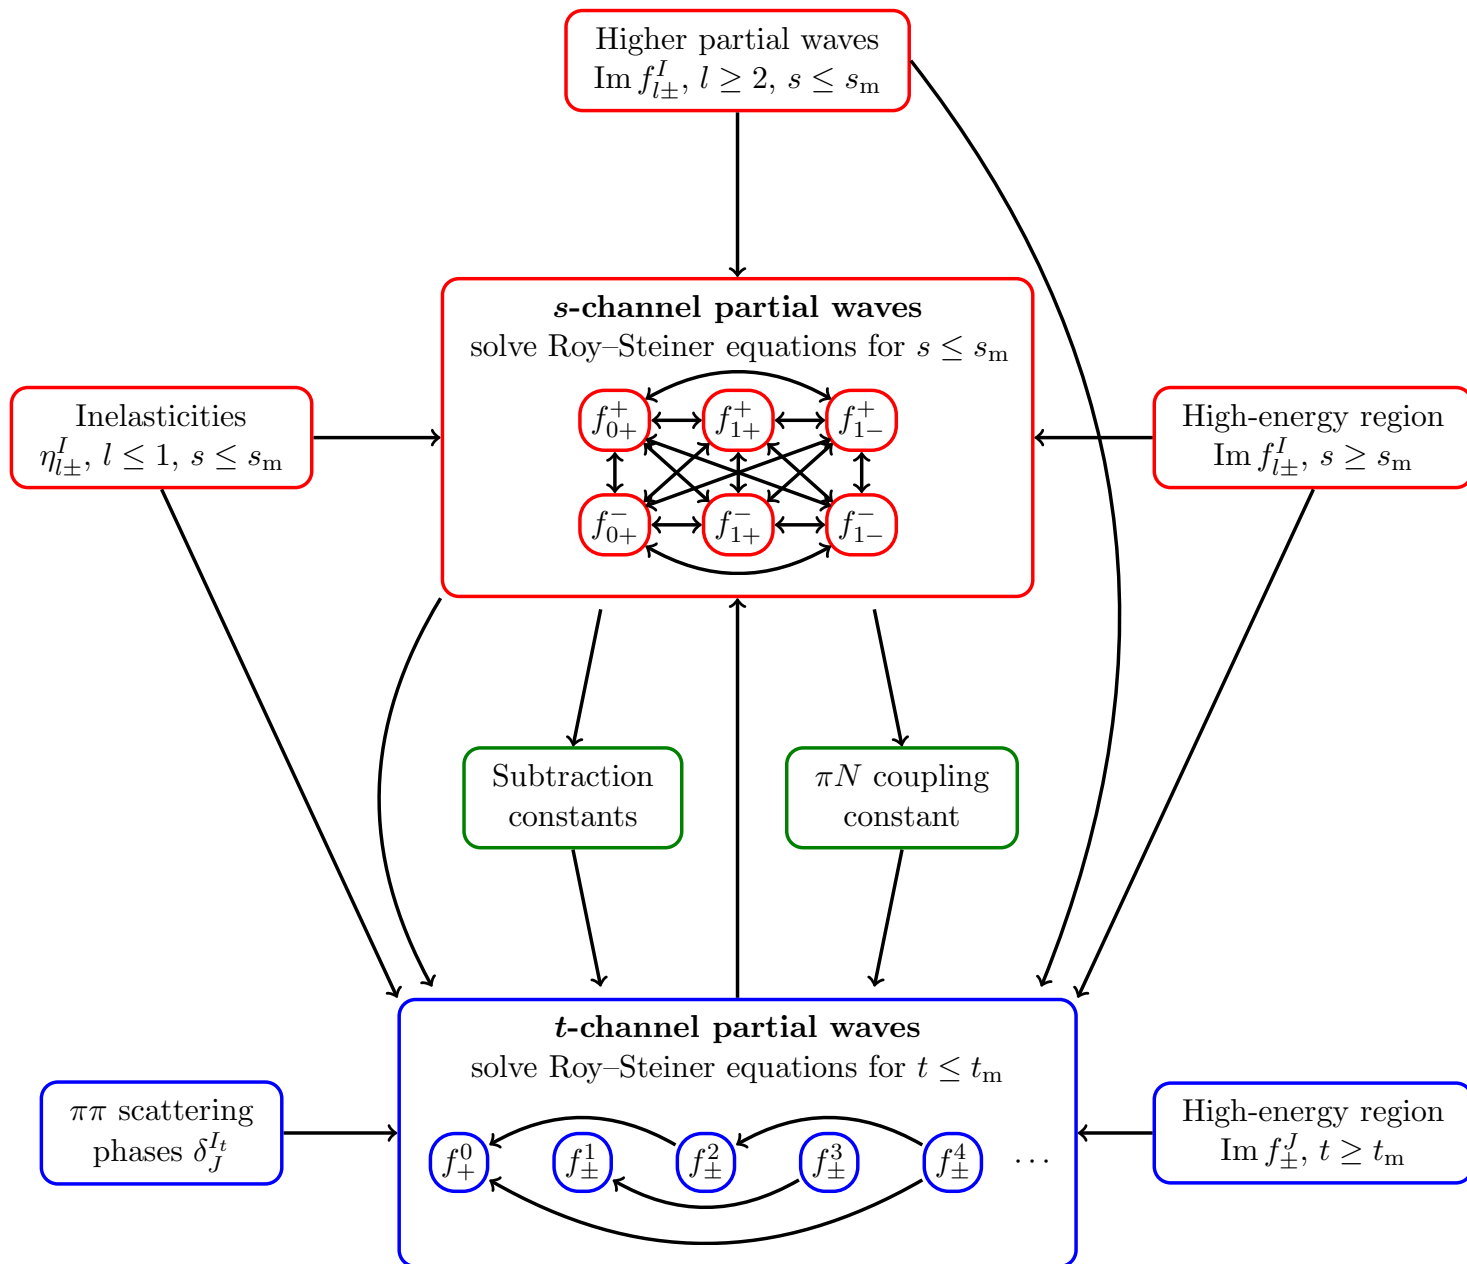 Higher partial waves
Im f^I_{l±}, l ≥ 2, s ≤ s_m
s-channel partial waves
solve Roy–Steiner equations for s ≤ s_m
f^+_{0+} f^+_{1+} f^+_{1−}
f^−_{0+} f^−_{1+} f^−_{1−}
Inelasticities
η^I_{l±}, l ≤ 1, s ≤ s_m
High-energy region
Im f^I_{l±}, s ≥ s_m
Subtraction
constants
πN coupling
constant
t-channel partial waves
solve Roy–Steiner equations for t ≤ t_m
f^0_+ f^1_± f^2_± f^3_± f^4_± ···
ππ scattering
phases δ^{I_t}_J
High-energy region
Im f^J_±, t ≥ t_m